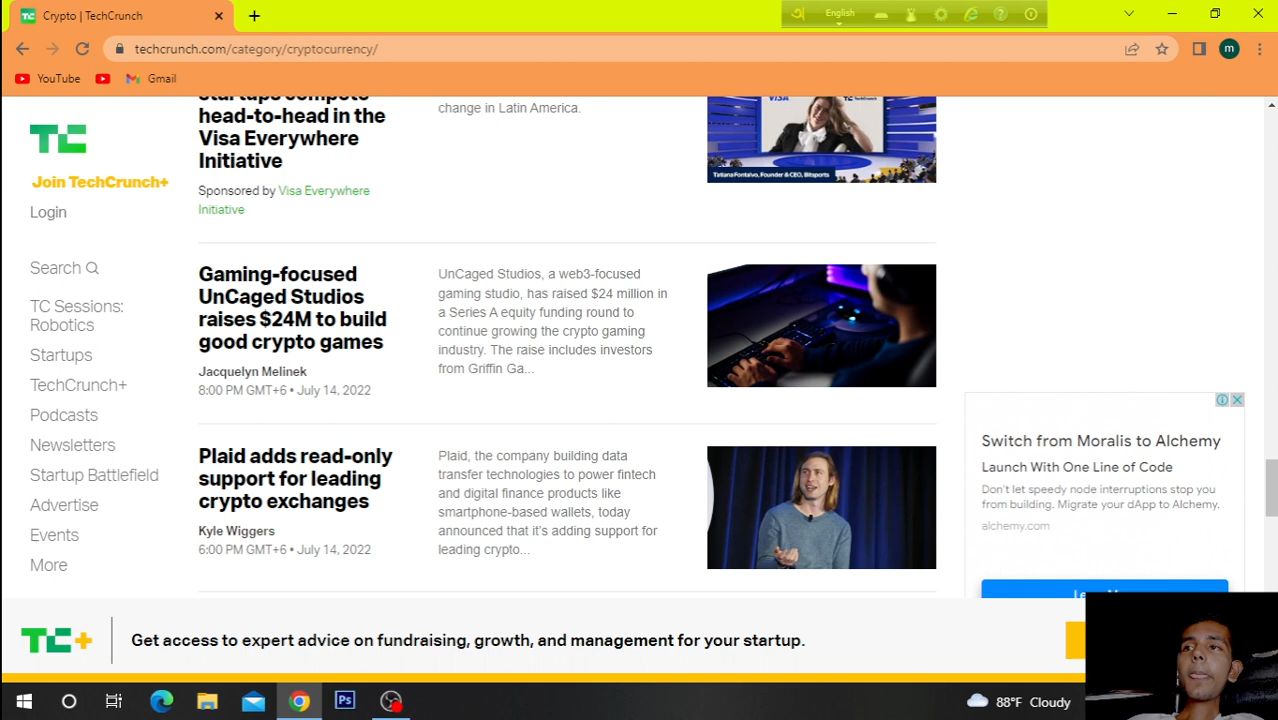 Crypto | TechCrunch
English
techcrunch.com/category/cryptocurrency/
m
YouTube
Gmail
TC
Join TechCrunch+
Login
Search
TC Sessions:
Robotics
Startups
TechCrunch+
Podcasts
Newsletters
Startup Battlefield
Advertise
Events
More
startups compete
head-to-head in the
Visa Everywhere
Initiative
Sponsored by Visa Everywhere
Initiative
change in Latin America.
VISA
TechCrunch
Tatiana Fontalvo, Founder & CEO, Bitsports
Gaming-focused
UnCaged Studios
raises $24M to build
good crypto games
Jacquelyn Melinek
8:00 PM GMT+6 • July 14, 2022
UnCaged Studios, a web3-focused
gaming studio, has raised $24 million in
a Series A equity funding round to
continue growing the crypto gaming
industry. The raise includes investors
from Griffin Ga...
Plaid adds read-only
support for leading
crypto exchanges
Kyle Wiggers
6:00 PM GMT+6 • July 14, 2022
Plaid, the company building data
transfer technologies to power fintech
and digital finance products like
smartphone-based wallets, today
announced that it's adding support for
leading crypto...
Switch from Moralis to Alchemy
Launch With One Line of Code
Don't let speedy node interruptions stop you
from building. Migrate your dApp to Alchemy.
alchemy.com
TC+
Get access to expert advice on fundraising, growth, and management for your startup.
Ps
88°F Cloudy